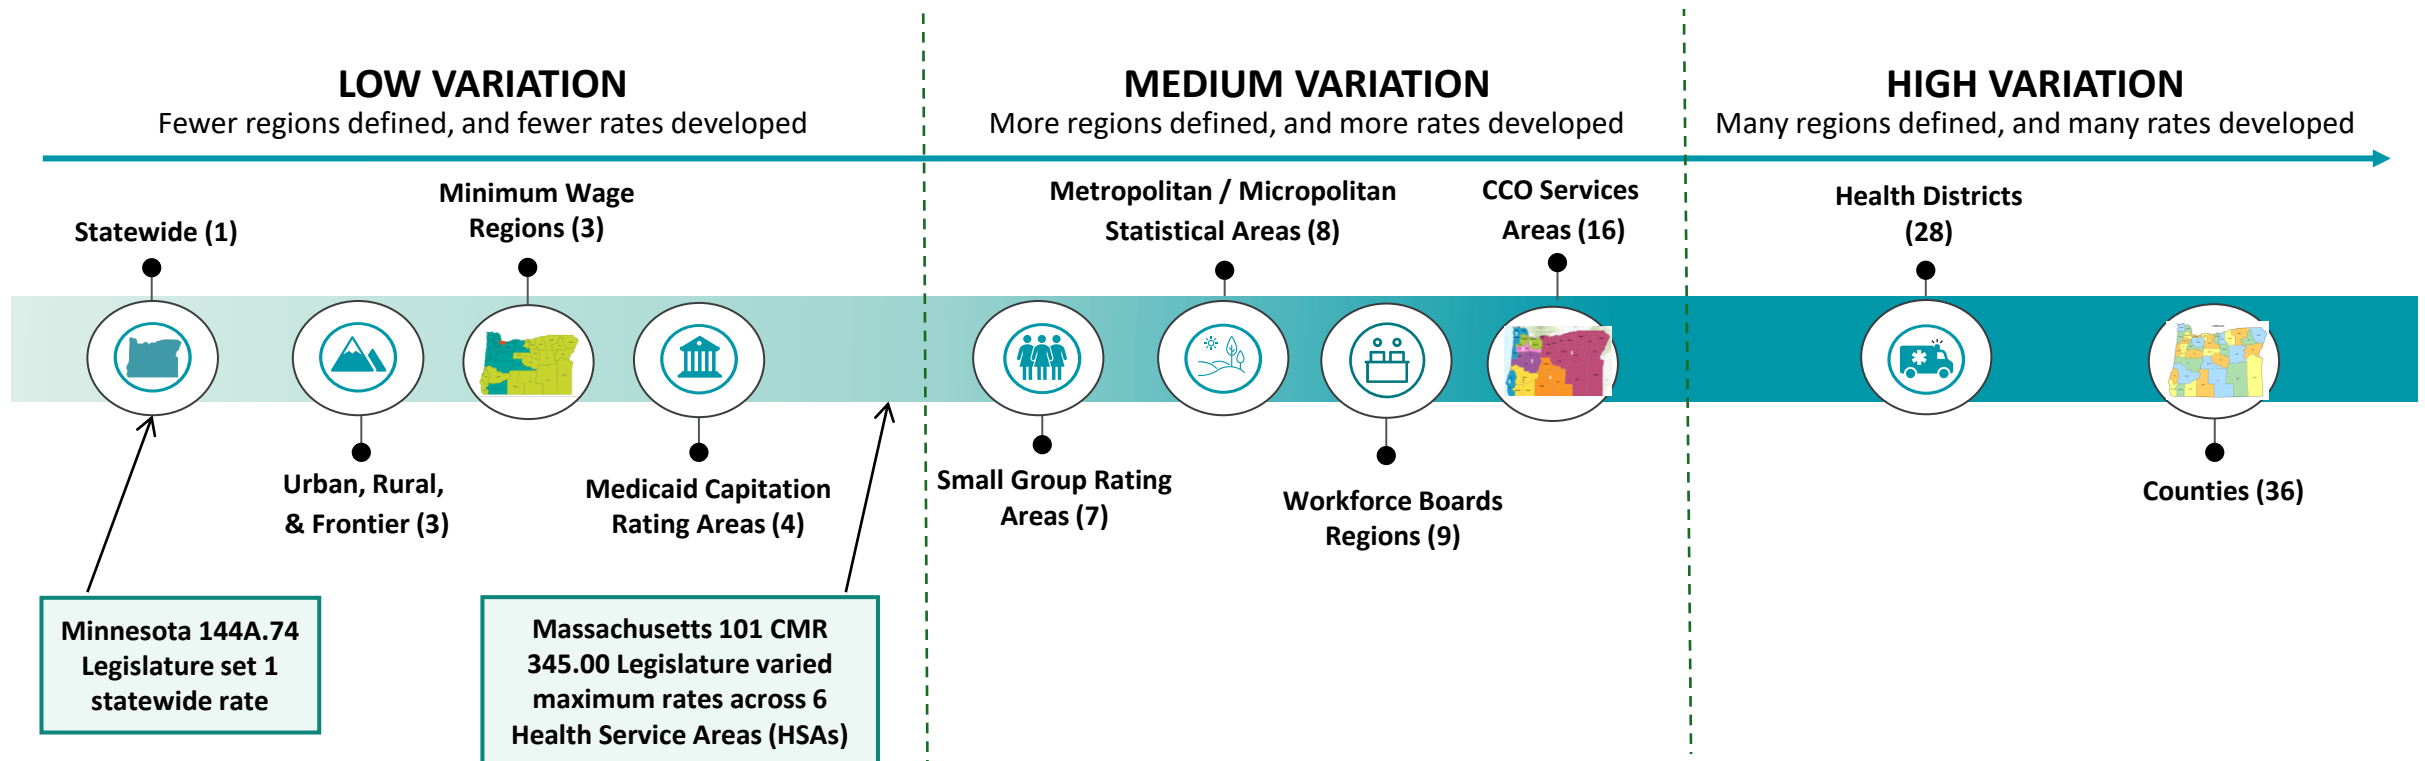 LOW VARIATION
Fewer regions defined, and fewer rates developed
MEDIUM VARIATION
More regions defined, and more rates developed
HIGH VARIATION
Many regions defined, and many rates developed
Statewide (1)
Minimum Wage
Regions (3)
Metropolitan / Micropolitan
Statistical Areas (8)
CCO Services
Areas (16)
Health Districts
(28)
Urban, Rural,
& Frontier (3)
Medicaid Capitation
Rating Areas (4)
Small Group Rating
Areas (7)
Workforce Boards
Regions (9)
Counties (36)
Minnesota 144A.74
Legislature set 1
statewide rate
Massachusetts 101 CMR
345.00 Legislature varied
maximum rates across 6
Health Service Areas (HSAs)